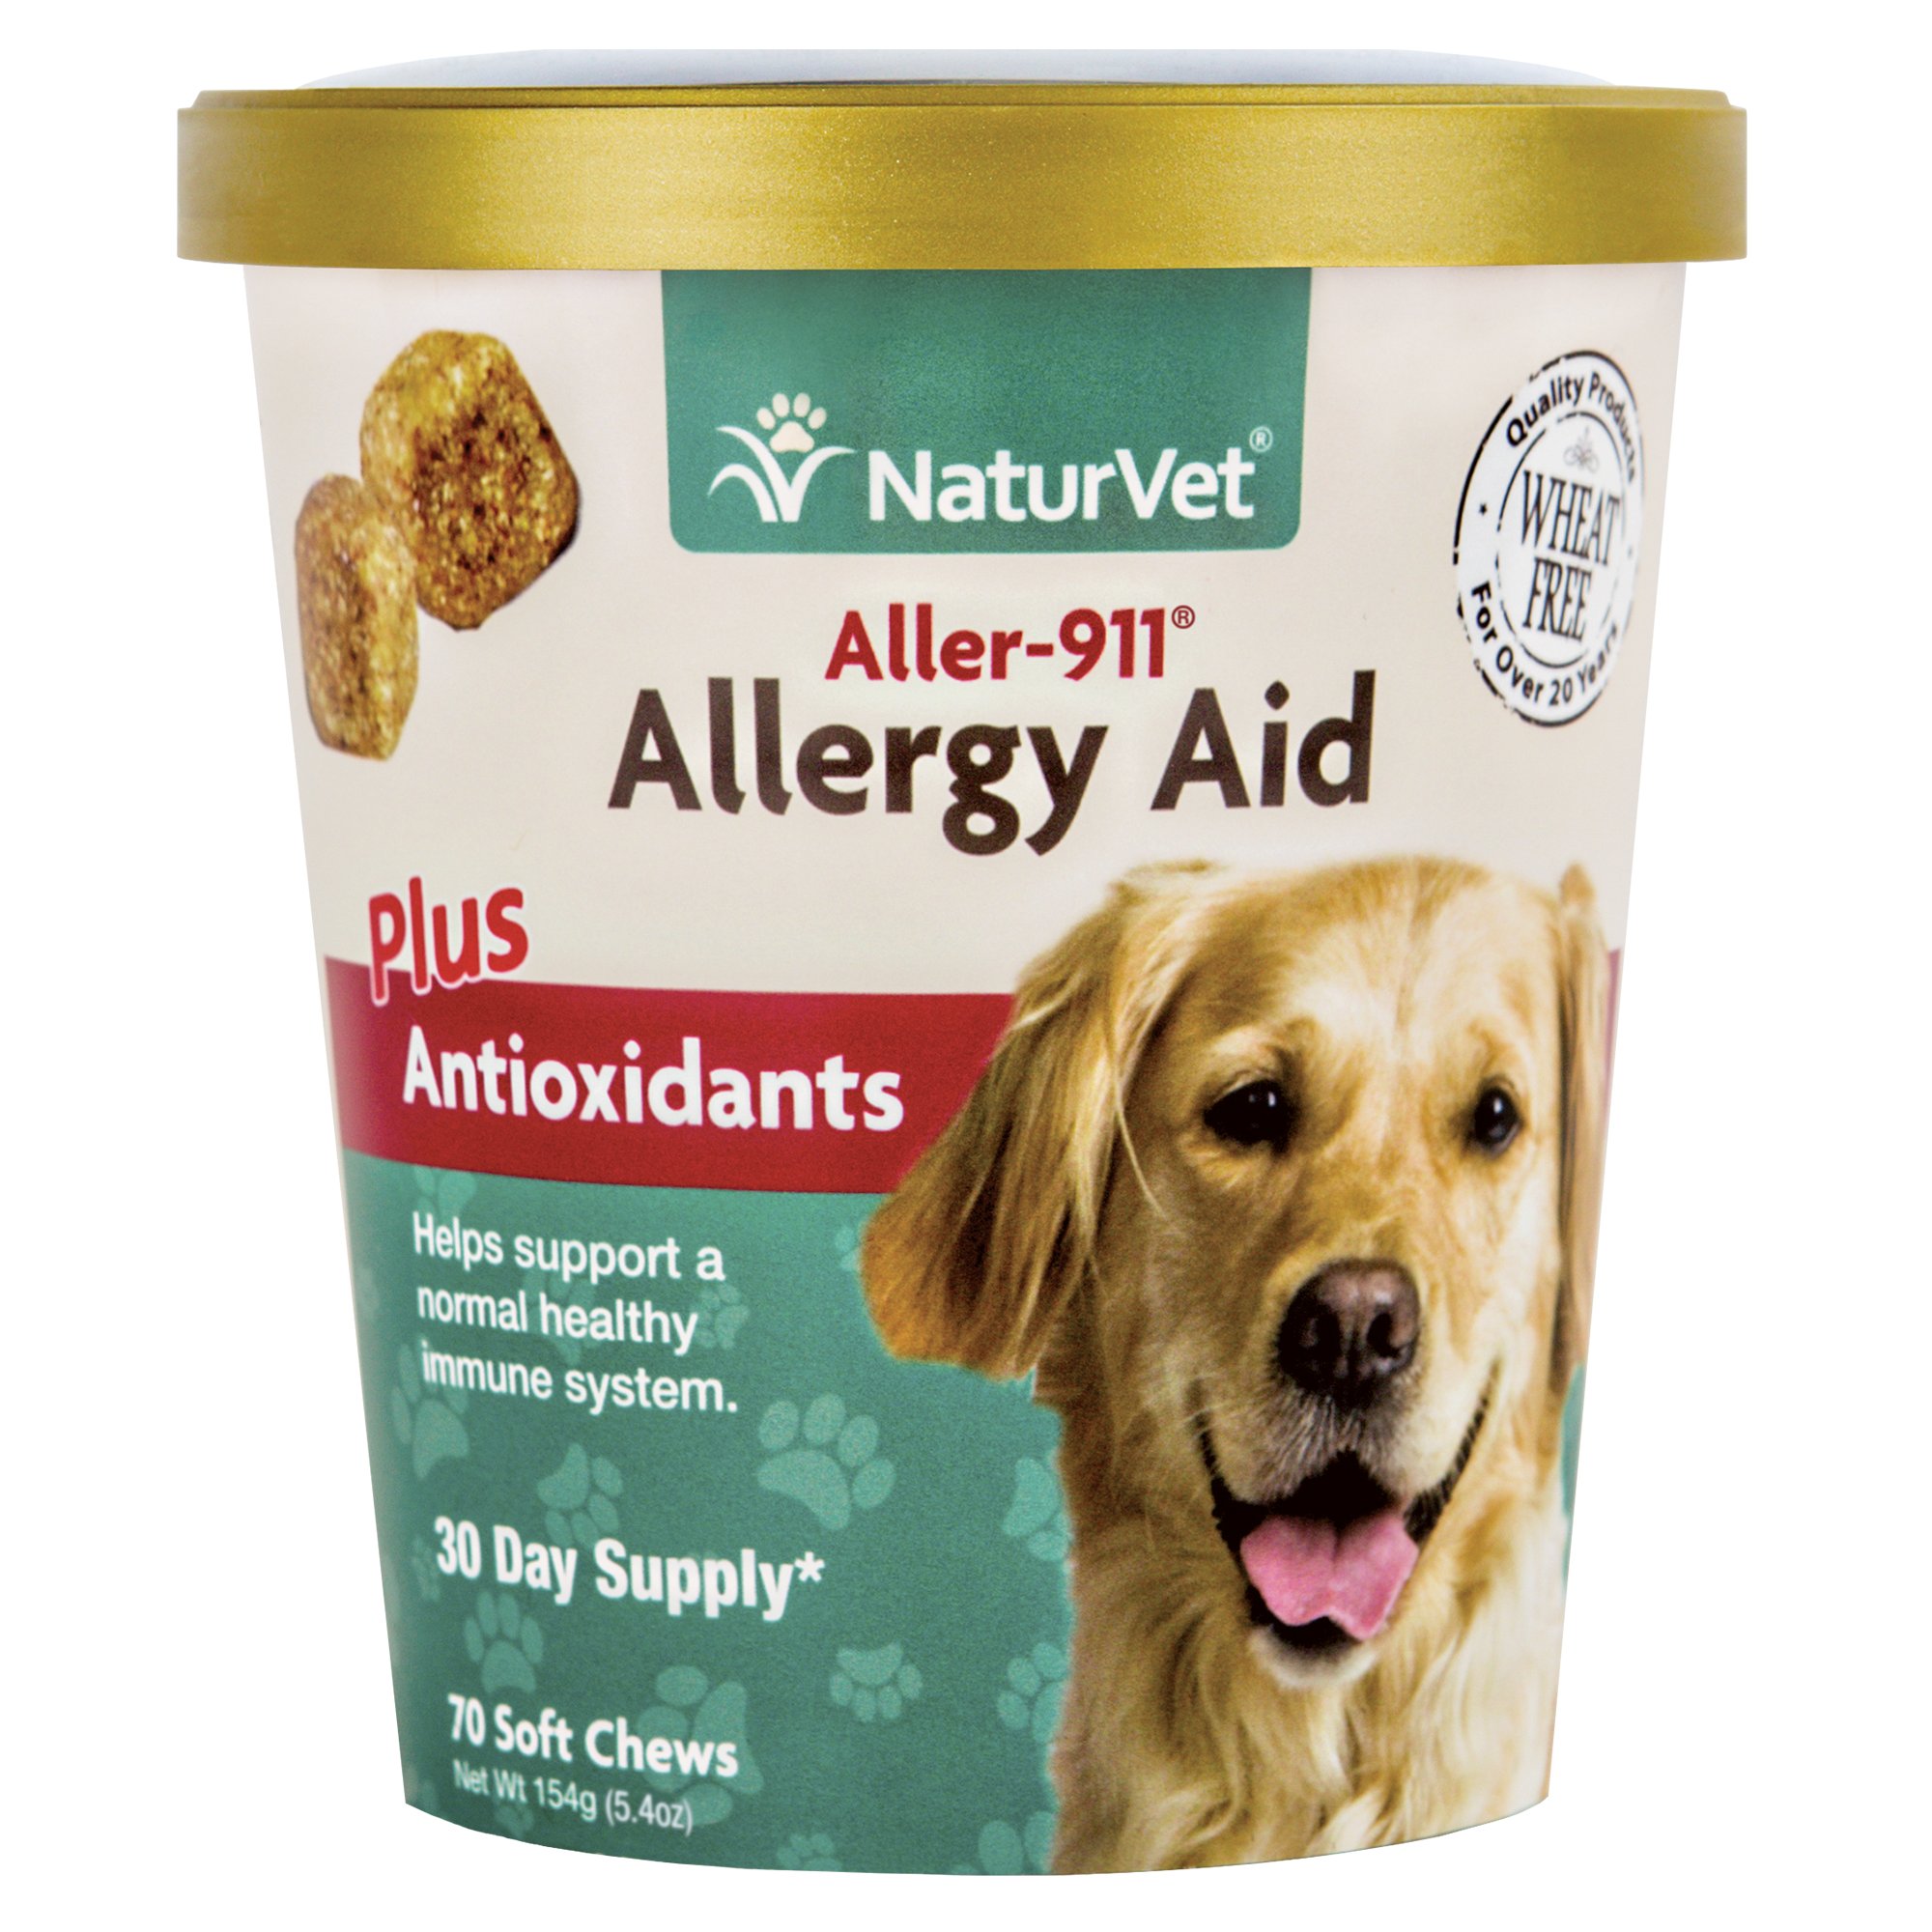 NaturVet®
Quality Products
WHEAT
FREE
For Over 20 Years
Aller-911®
Allergy Aid
Plus
Antioxidants
Helps support a
normal healthy
immune system.
30 Day Supply*
70 Soft Chews
Net Wt 154g (5.4oz)